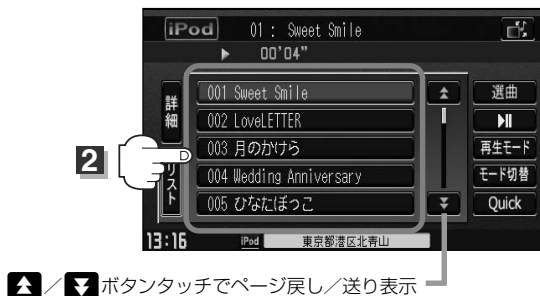 iPod 01 : Sweet Smile
00'04"
詳細
リスト
001 Sweet Smile
002 LoveLETTER
003 月のかけら
004 Wedding Anniversary
005 ひなたぼっこ
選曲
再生モード
モード切替
Quick
2
13:16 iPod 東京都港区北青山
／ボタンタッチでページ戻し／送り表示